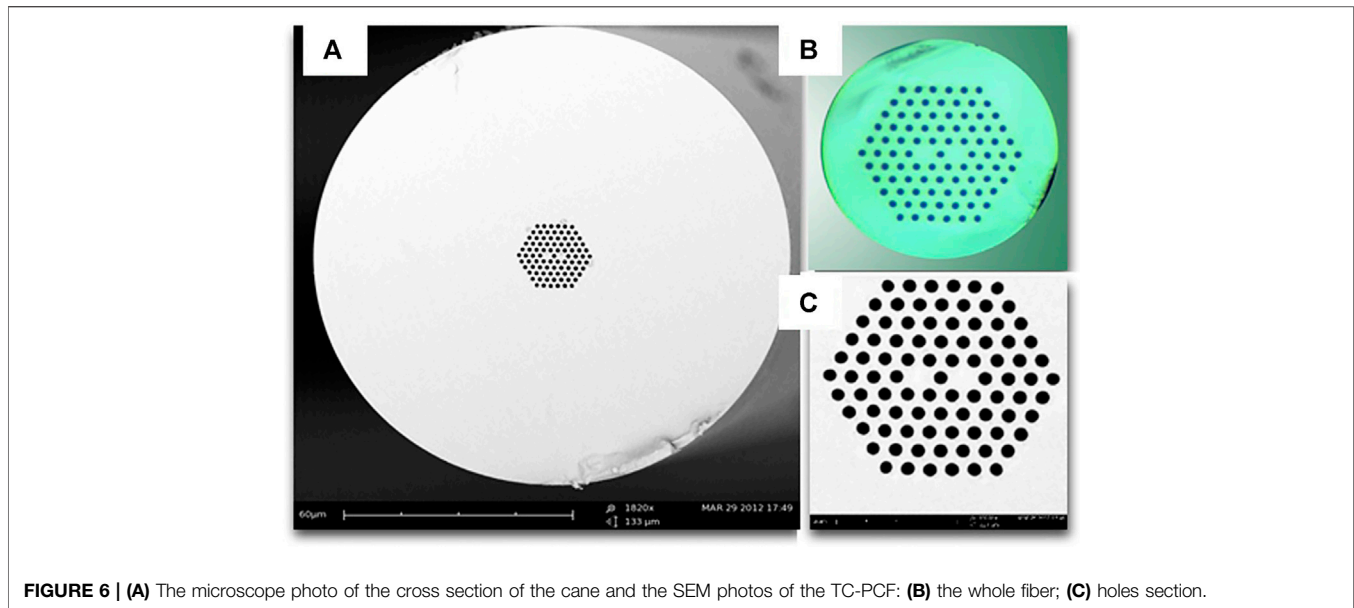 A
B
C
60µm
1820x
133 µm
MAR 29 2012 17:49
FIGURE 6 | (A) The microscope photo of the cross section of the cane and the SEM photos of the TC-PCF: (B) the whole fiber; (C) holes section.